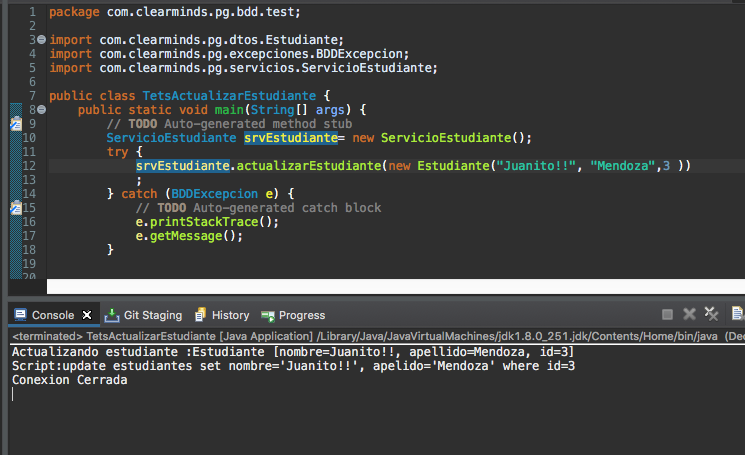 1 package com.clearminds.pg.bdd.test;
2
3 import com.clearminds.pg.dtos.Estudiante;
4 import com.clearminds.pg.excepciones.BDDExcepcion;
5 import com.clearminds.pg.servicios.ServicioEstudiante;
6
7 public class TetsActualizarEstudiante {
8 public static void main(String[] args) {
9 // TODO Auto-generated method stub
10 ServicioEstudiante srvEstudiante= new ServicioEstudiante();
11 try {
12 srvEstudiante.actualizarEstudiante(new Estudiante("Juanito!!", "Mendoza",3 ))
13 ;
14 } catch (BDDExcepcion e) {
15 // TODO Auto-generated catch block
16 e.printStackTrace();
17 e.getMessage();
18 }
19
20
Console Git Staging History Progress
<terminated> TetsActualizarEstudiante [Java Application] /Library/Java/JavaVirtualMachines/jdk1.8.0_251.jdk/Contents/Home/bin/java (Dec
Actualizando estudiante :Estudiante [nombre=Juanito!!, apellido=Mendoza, id=3]
Script:update estudiantes set nombre='Juanito!!', apelido='Mendoza' where id=3
Conexion Cerrada